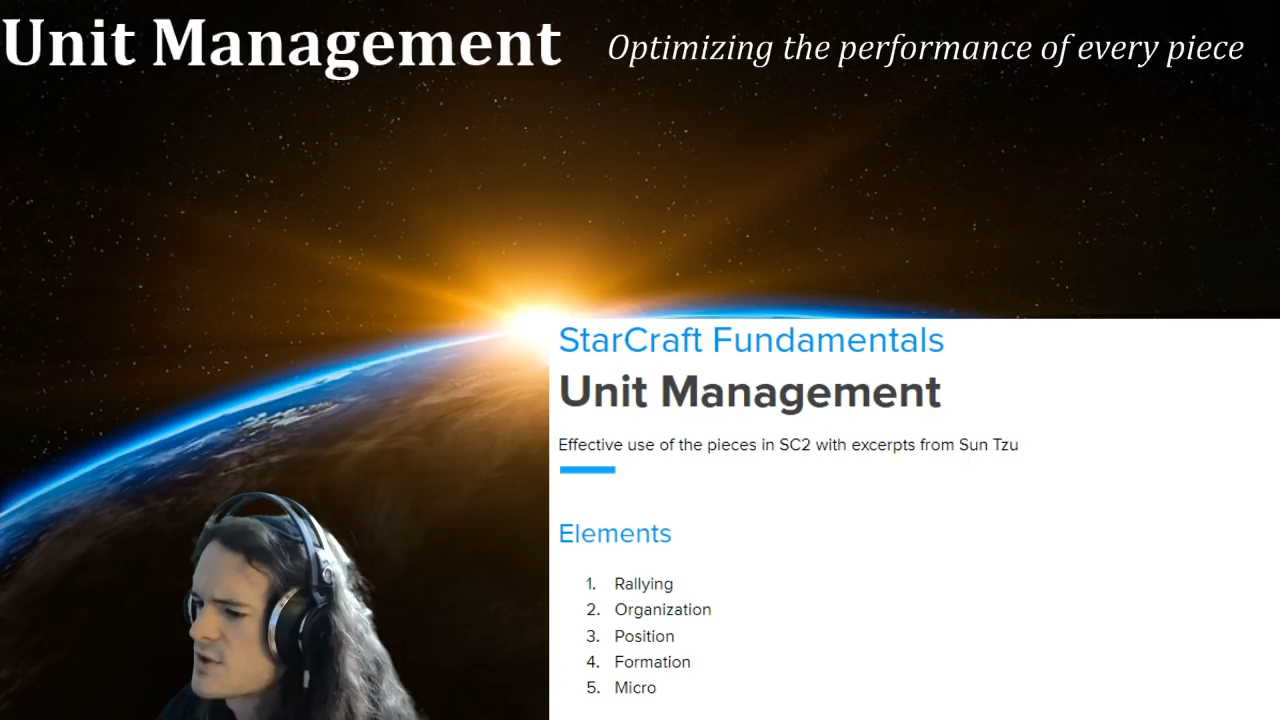 Unit Management
Optimizing the performance of every piece
StarCraft Fundamentals
Unit Management
Effective use of the pieces in SC2 with excerpts from Sun Tzu
Elements
1. Rallying
2. Organization
3. Position
4. Formation
5. Micro